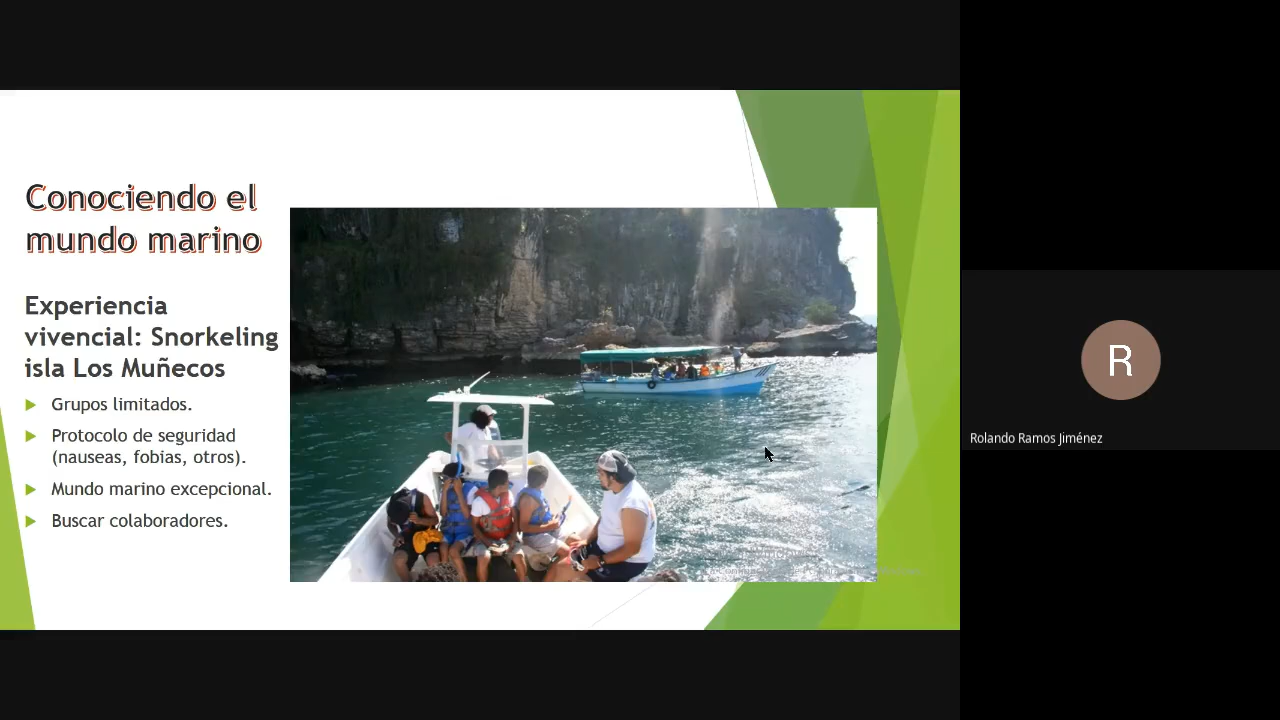 Conociendo el
mundo marino
Experiencia
vivencial: Snorkeling
isla Los Muñecos
Grupos limitados.
Protocolo de seguridad
(nauseas, fobias, otros).
Mundo marino excepcional.
Buscar colaboradores.
R
Rolando Ramos Jiménez